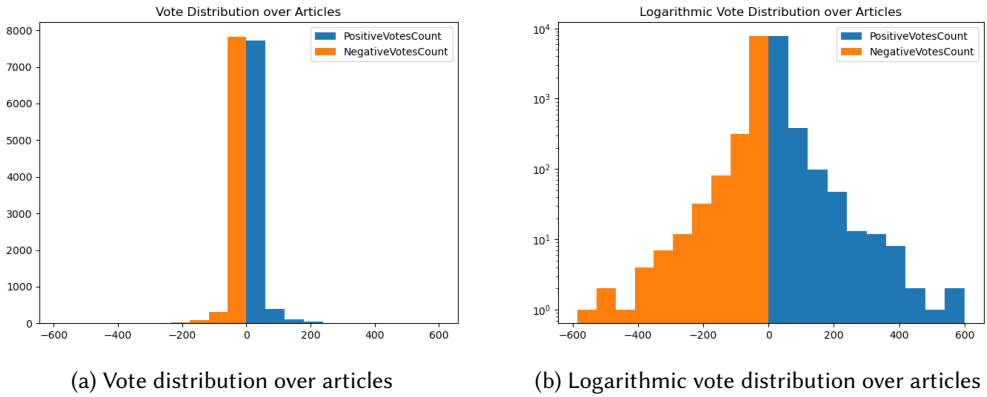 Vote Distribution over Articles
8000
7000
6000
5000
4000
3000
2000
1000
0
−600 −400 −200 0 200 400 600
PositiveVotesCount
NegativeVotesCount
(a) Vote distribution over articles
Logarithmic Vote Distribution over Articles
10⁴
10³
10²
10¹
10⁰
−600 −400 −200 0 200 400 600
PositiveVotesCount
NegativeVotesCount
(b) Logarithmic vote distribution over articles